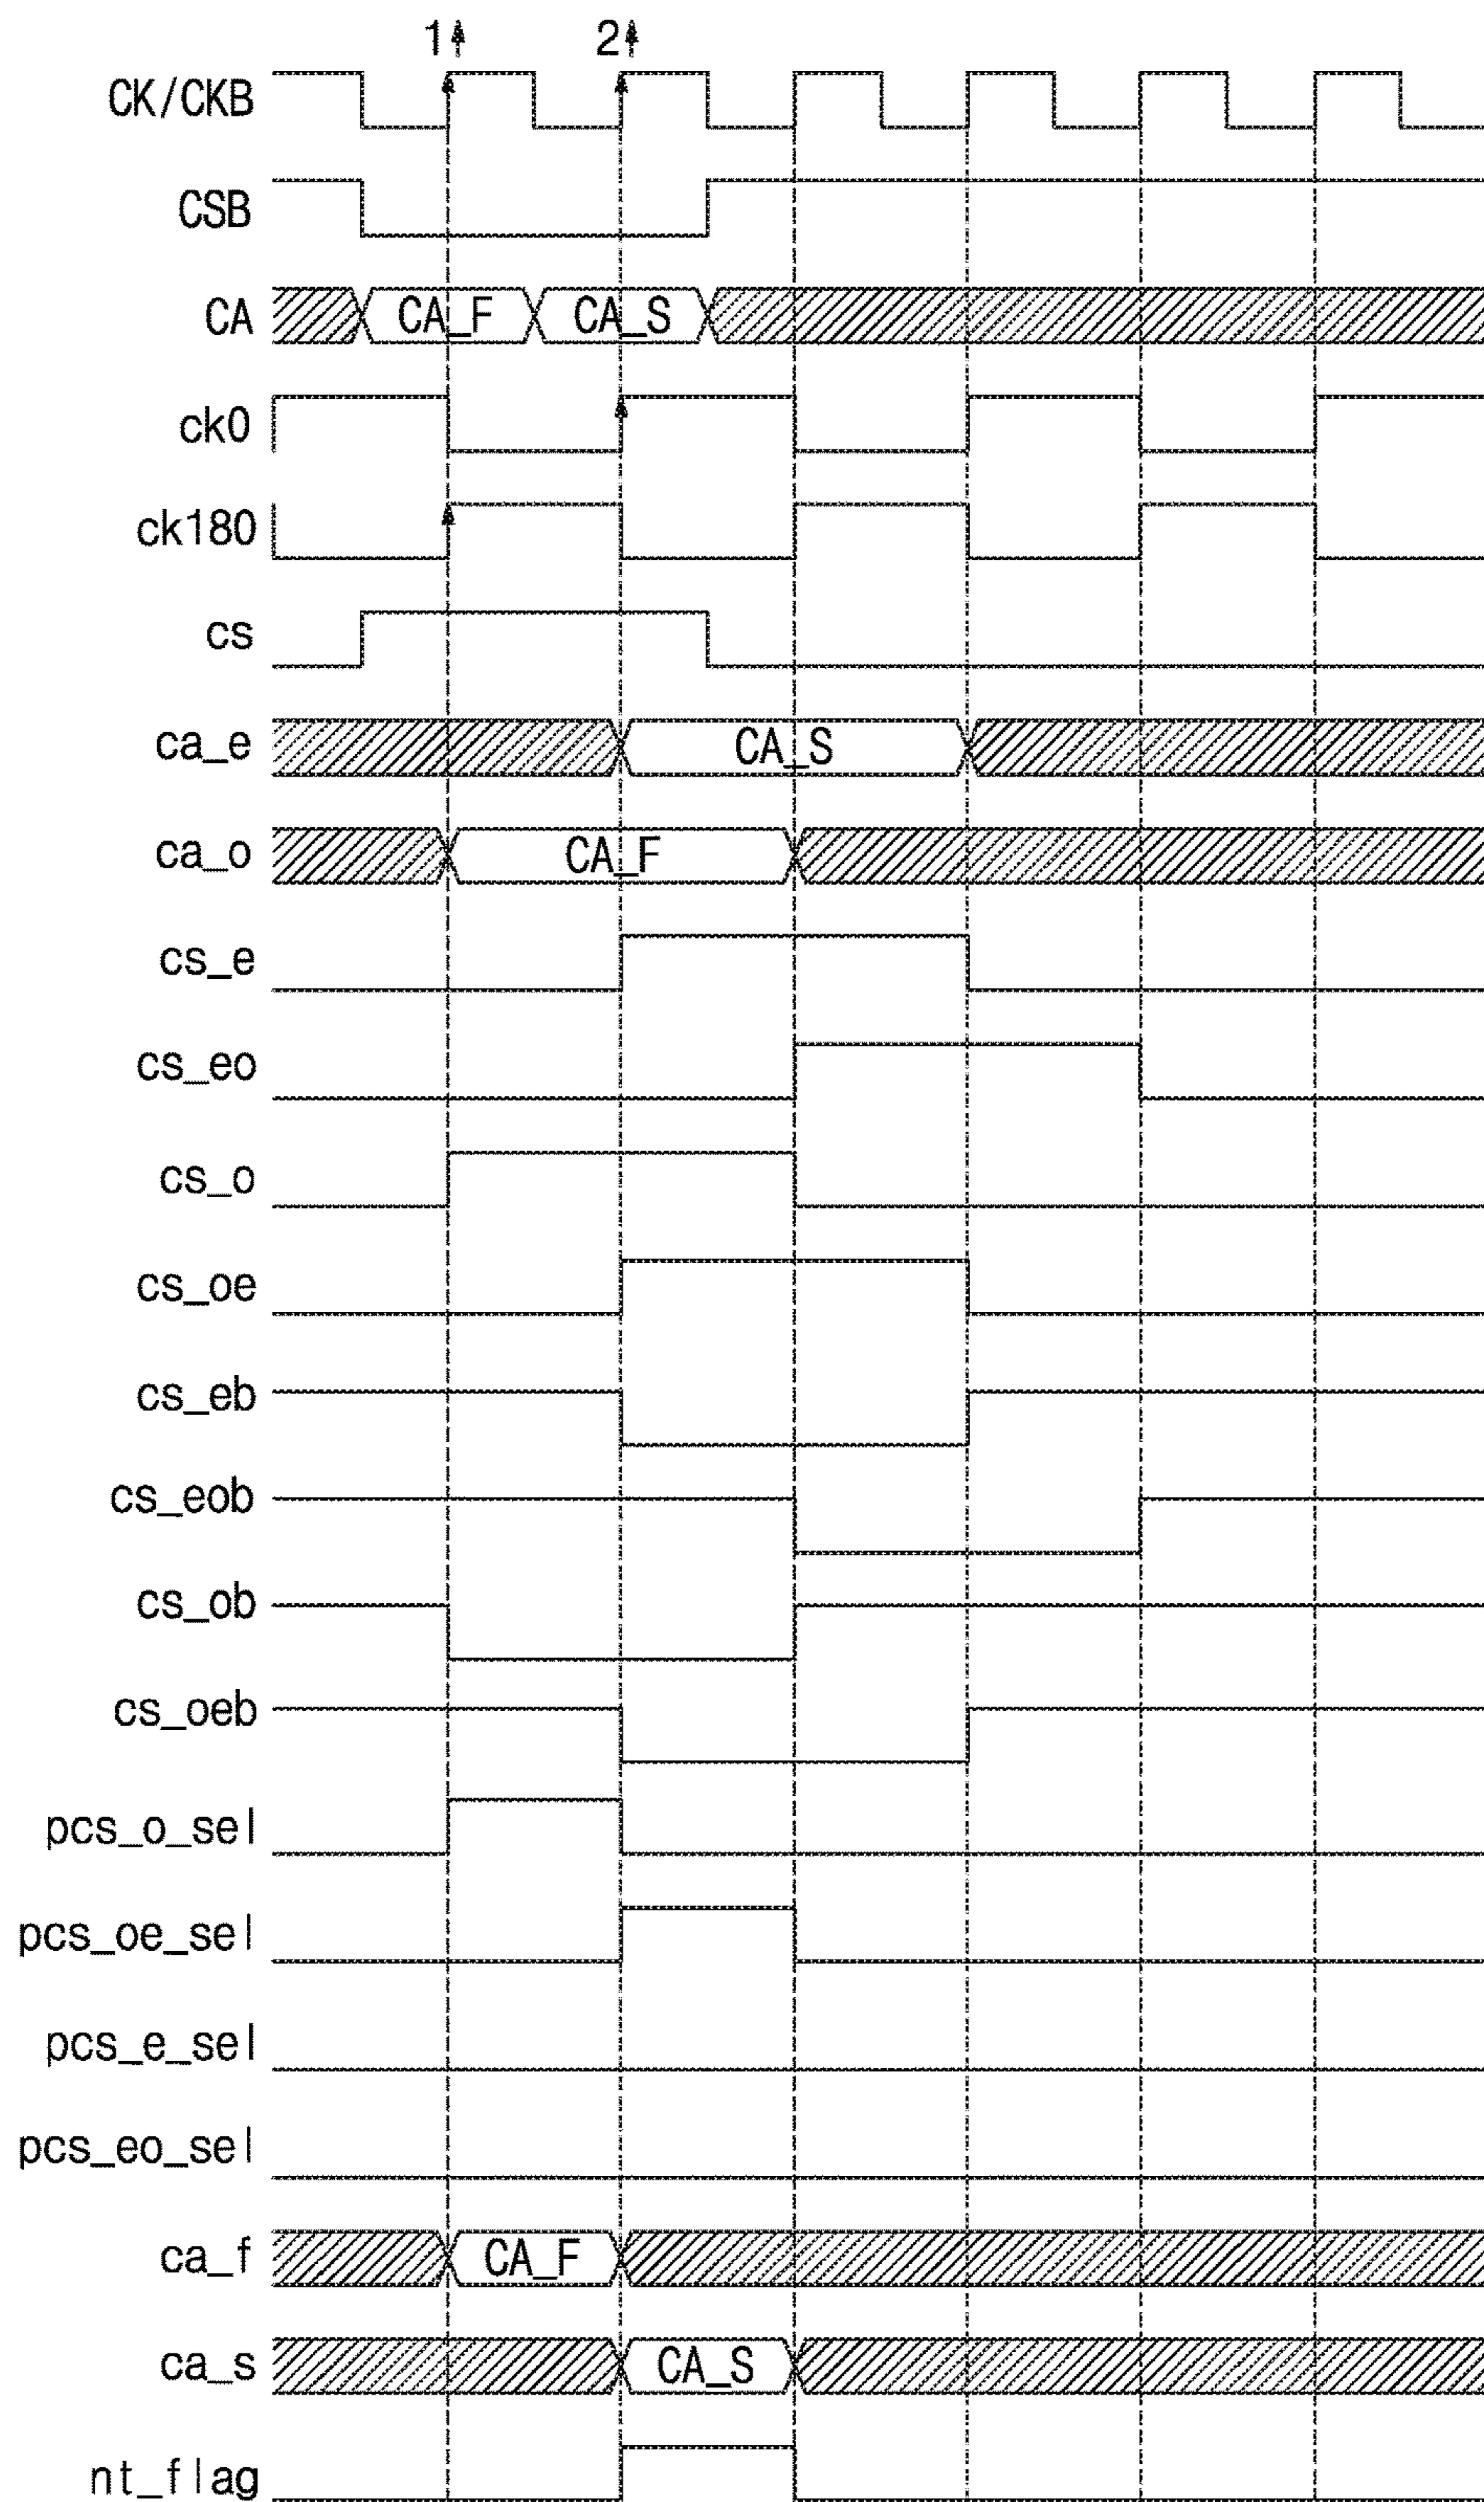 1 2
CK/CKB
CSB
CA CA_F CA_S
ck0
ck180
cs
ca_e CA_S
ca_o CA_F
cs_e
cs_eo
cs_o
cs_oe
cs_eb
cs_eob
cs_ob
cs_oeb
pcs_o_sel
pcs_oe_sel
pcs_e_sel
pcs_eo_sel
ca_f CA_F
ca_s CA_S
nt_flag